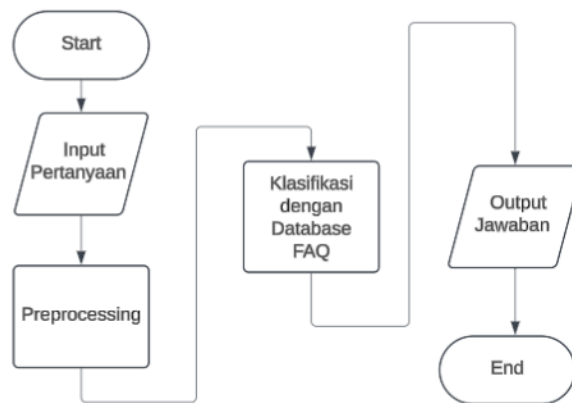 Start
Input
Pertanyaan
Preprocessing
Klasifikasi
dengan
Database
FAQ
Output
Jawaban
End